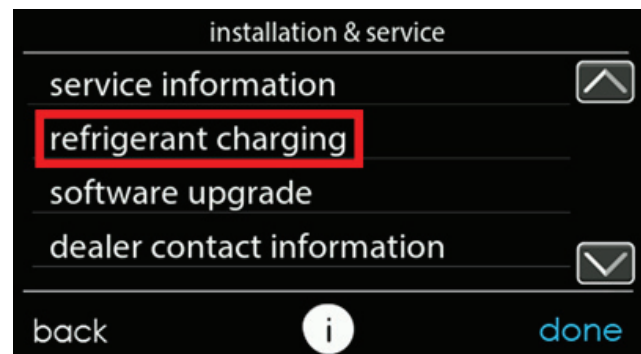 installation & service
service information
refrigerant charging
software upgrade
dealer contact information
back i done